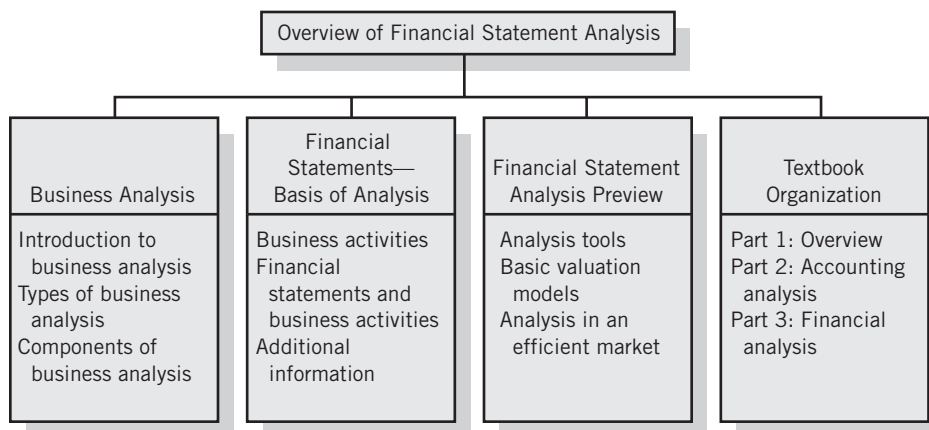 Overview of Financial Statement Analysis
Business Analysis
Introduction to
business analysis
Types of business
analysis
Components of
business analysis
Financial
Statements—
Basis of Analysis
Business activities
Financial
statements and
business activities
Additional
information
Financial Statement
Analysis Preview
Analysis tools
Basic valuation
models
Analysis in an
efficient market
Textbook
Organization
Part 1: Overview
Part 2: Accounting
analysis
Part 3: Financial
analysis